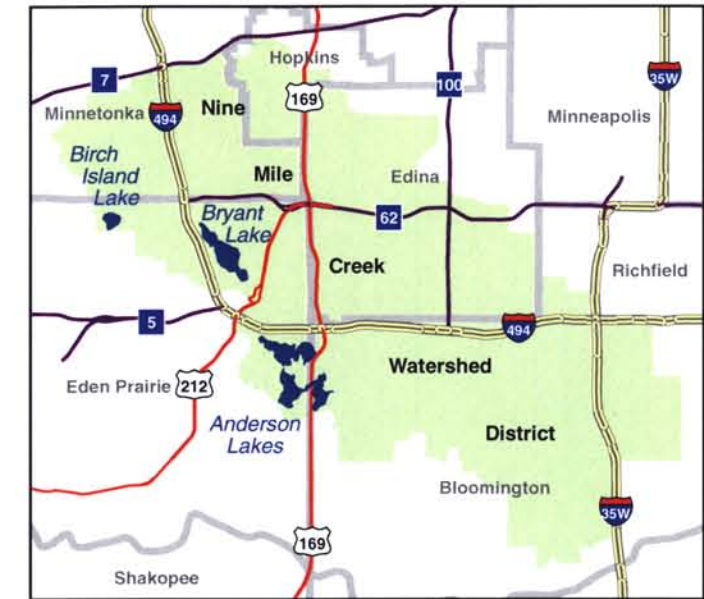 Hopkins
7
169
100
35W
Minnetonka
494
Nine
Minneapolis
Birch
Island
Lake
Mile
Edina
Bryant
Lake
62
Creek
Richfield
5
494
Eden Prairie
212
Watershed
Anderson
Lakes
District
Bloomington
35W
169
Shakopee